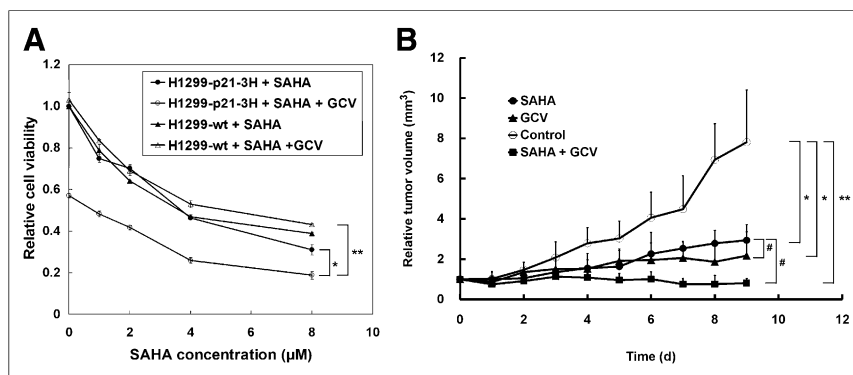 A
1.2
1.0
0.8
0.6
0.4
0.2
0
0
2
4
6
8
10
Relative cell viability
SAHA concentration (µM)
H1299-p21-3H + SAHA
H1299-p21-3H + SAHA + GCV
H1299-wt + SAHA
H1299-wt + SAHA +GCV
*
**
B
12
10
8
6
4
2
0
0
2
4
6
8
10
12
Relative tumor volume (mm³)
Time (d)
SAHA
GCV
Control
SAHA + GCV
#
#
*
*
**